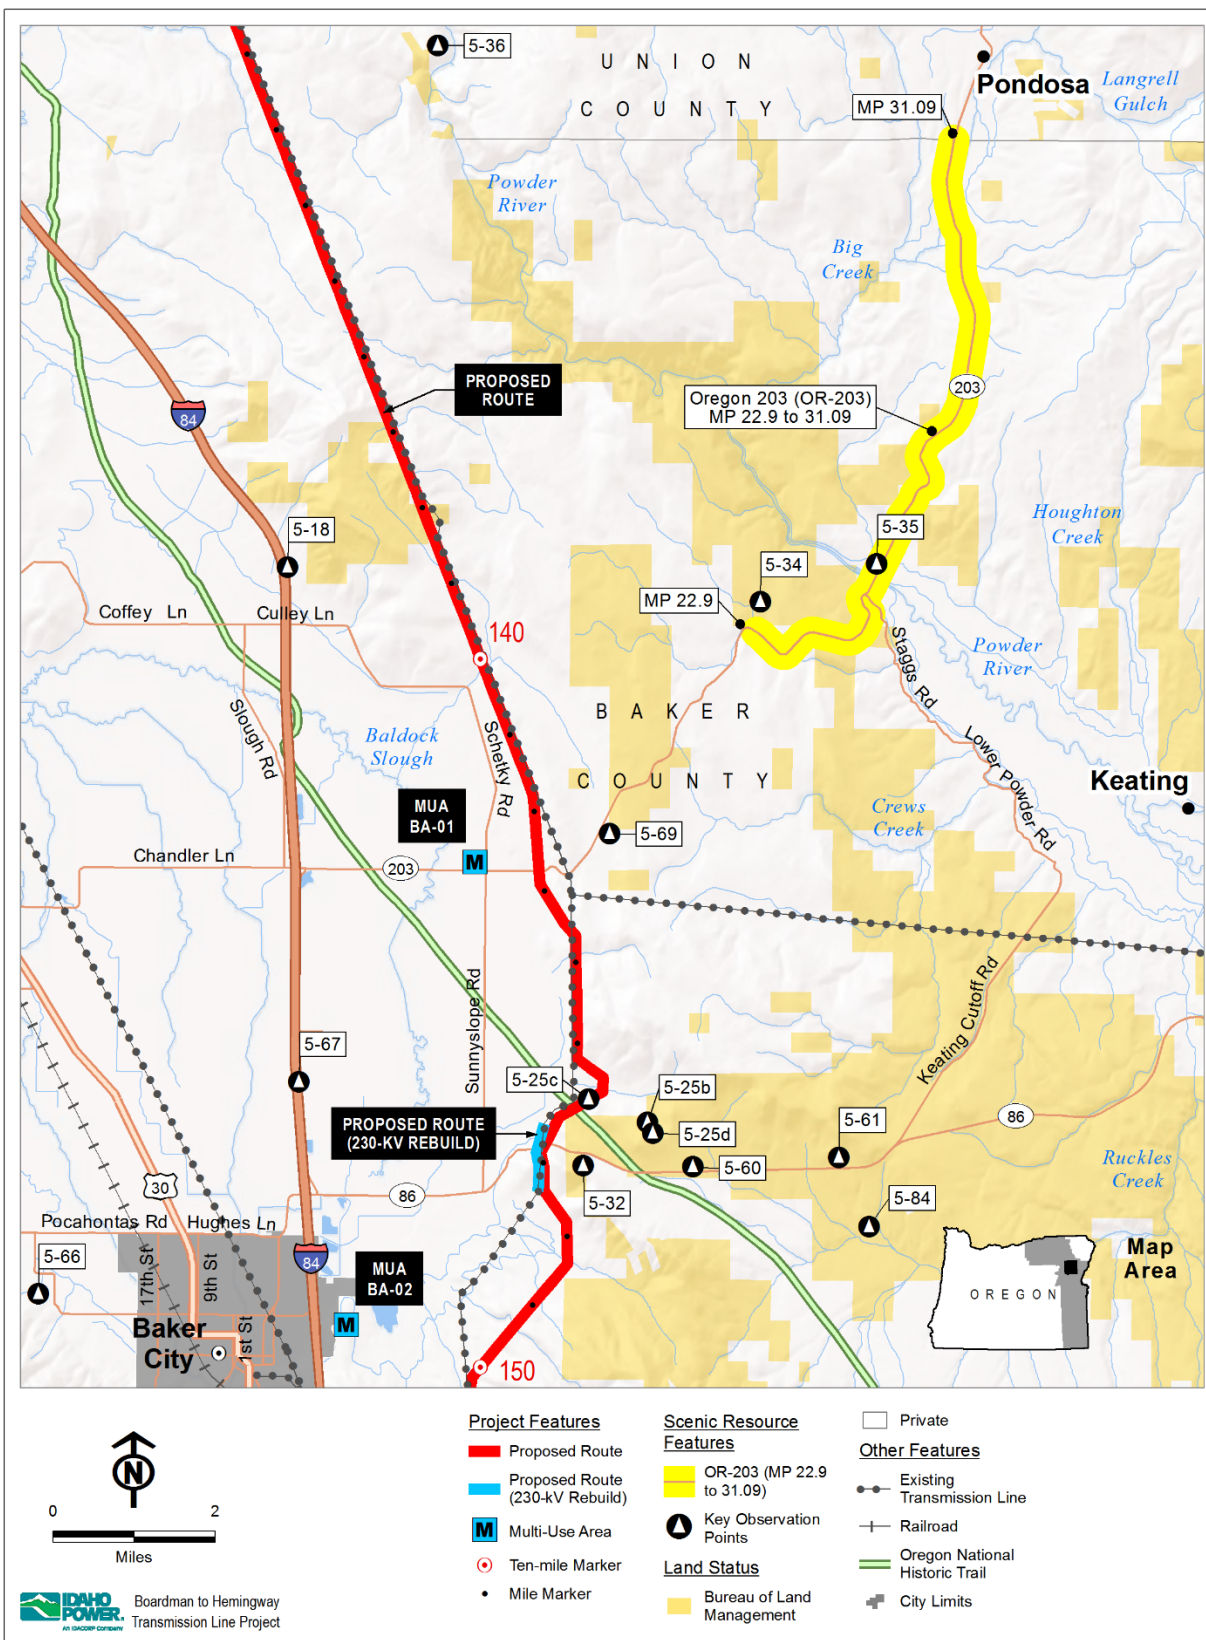 5-36
UNION
COUNTY
Pondosa
Langrell
Gulch
MP 31.09
Powder
River
Big
Creek
PROPOSED
ROUTE
84
203
Oregon 203 (OR-203)
MP 22.9 to 31.09
5-18
5-35
Houghton
Creek
5-34
Coffey Ln
Culley Ln
MP 22.9
140
Staggs Rd
Powder
River
Slough Rd
Baldock
Slough
Schetky Rd
BAKER
COUNTY
Lower Powder Rd
Keating
MUA
BA-01
M
Crews
Creek
5-69
Chandler Ln
203
Sunnyslope Rd
Keating Cutoff Rd
5-67
5-25c
5-25b
5-25d
PROPOSED ROUTE
(230-KV REBUILD)
5-61
86
5-60
5-32
Ruckles
Creek
30
86
5-84
Pocahontas Rd
Hughes Ln
5-66
17th St
9th St
1st St
84
MUA
BA-02
M
Baker
City
150
OREGON
Map
Area
N
0 2
Miles
IDAHO
POWER
An IDACORP Company
Boardman to Hemingway
Transmission Line Project
Project Features
Proposed Route
Proposed Route
(230-kV Rebuild)
M
Multi-Use Area
Ten-mile Marker
Mile Marker
Scenic Resource
Features
OR-203 (MP 22.9
to 31.09)
Key Observation
Points
Land Status
Bureau of Land
Management
Private
Other Features
Existing
Transmission Line
Railroad
Oregon National
Historic Trail
City Limits